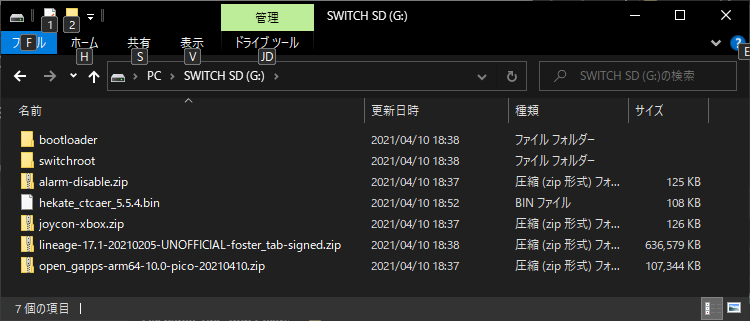 1 2 管理 SWITCH SD (G:)
ファイル ホーム 共有 表示 ドライブ ツール
F H S V JD E
PC SWITCH SD (G:) SWITCH SD (G:)の検索
名前 更新日時 種類 サイズ
bootloader 2021/04/10 18:38 ファイル フォルダー
switchroot 2021/04/10 18:38 ファイル フォルダー
alarm-disable.zip 2021/04/10 18:37 圧縮 (zip 形式) フォ... 125 KB
hekate_ctcaer_5.5.4.bin 2021/04/10 18:52 BIN ファイル 108 KB
joycon-xbox.zip 2021/04/10 18:37 圧縮 (zip 形式) フォ... 126 KB
lineage-17.1-20210205-UNOFFICIAL-foster_tab-signed.zip 2021/04/10 18:38 圧縮 (zip 形式) フォ... 636,579 KB
open_gapps-arm64-10.0-pico-20210410.zip 2021/04/10 18:37 圧縮 (zip 形式) フォ... 107,344 KB
7 個の項目